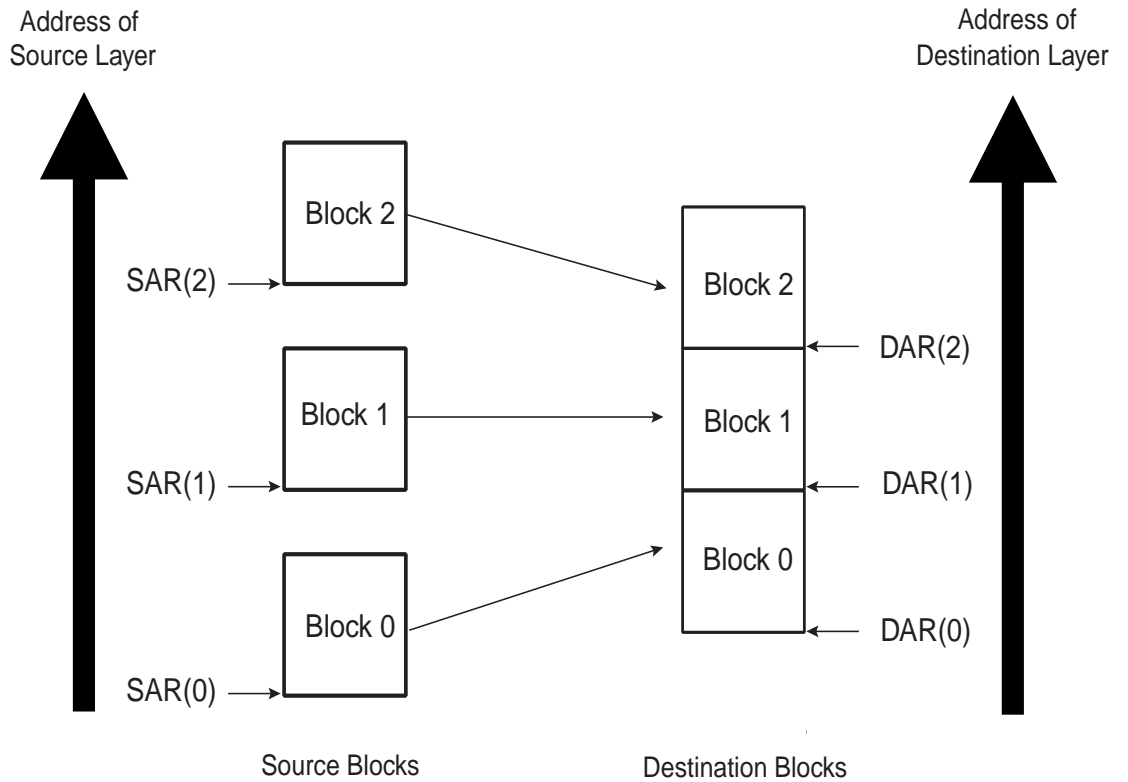 Address of
Source Layer
Address of
Destination Layer
Block 2
SAR(2)
Block 2
DAR(2)
Block 1
Block 1
SAR(1)
DAR(1)
Block 0
Block 0
DAR(0)
SAR(0)
Source Blocks
Destination Blocks